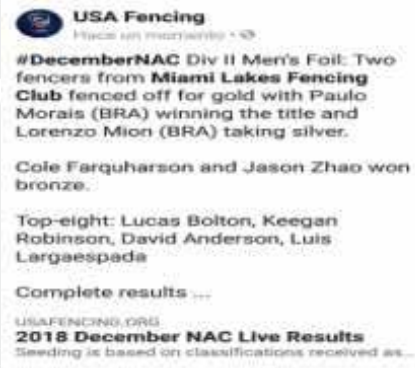 USA Fencing
Hace un momento
#DecemberNAC Div II Men's Foil: Two
fencers from Miami Lakes Fencing
Club fenced off for gold with Paulo
Morais (BRA) winning the title and
Lorenzo Mion (BRA) taking silver.
Cole Farquharson and Jason Zhao won
bronze.
Top-eight: Lucas Bolton, Keegan
Robinson, David Anderson, Luis
Largaespada
Complete results ...
USAFENCING.ORG
2018 December NAC Live Results
Seeding is based on classifications received as...